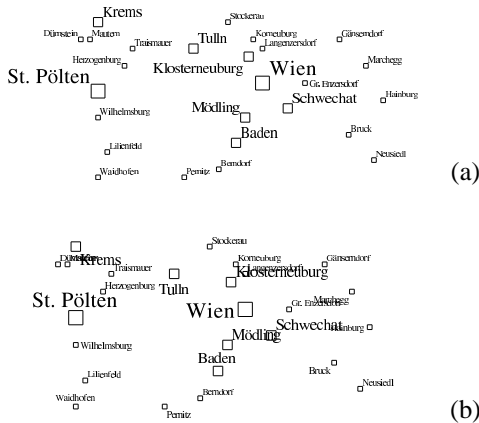 Krems
Stockerau
Dürnstein
Mautern
Traismauer
Tulln
Korneuburg
Langenzersdorf
Gänserndorf
Herzogenburg
Klosterneuburg
Wien
Marchegg
St. Pölten
Gr. Enzersdorf
Schwechat
Hainburg
Wilhelmsburg
Mödling
Baden
Bruck
Lilienfeld
Neusiedl
Waidhofen
Pernitz
Berndorf
(a)
Stockerau
Krems
Korneuburg
Langenzersdorf
Gänserndorf
Traismauer
Klosterneuburg
Herzogenburg
Tulln
St. Pölten
Wien
Gr. Enzersdorf
Marchegg
Schwechat
Hainburg
Mödling
Wilhelmsburg
Baden
Bruck
Lilienfeld
Neusiedl
Waidhofen
Berndorf
Pernitz
(b)